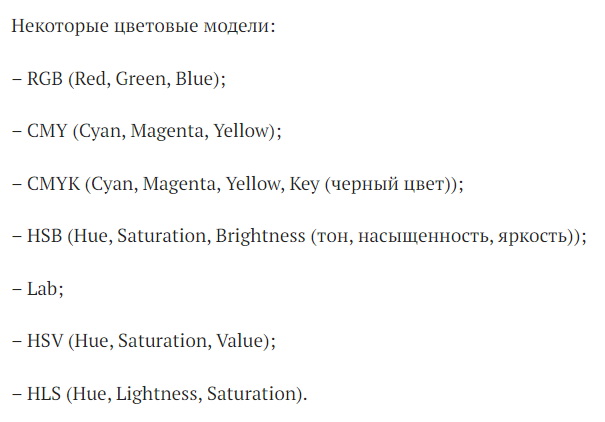 Некоторые цветовые модели:
– RGB (Red, Green, Blue);
– CMY (Cyan, Magenta, Yellow);
– CMYK (Cyan, Magenta, Yellow, Key (черный цвет));
– HSB (Hue, Saturation, Brightness (тон, насыщенность, яркость));
– Lab;
– HSV (Hue, Saturation, Value);
– HLS (Hue, Lightness, Saturation).